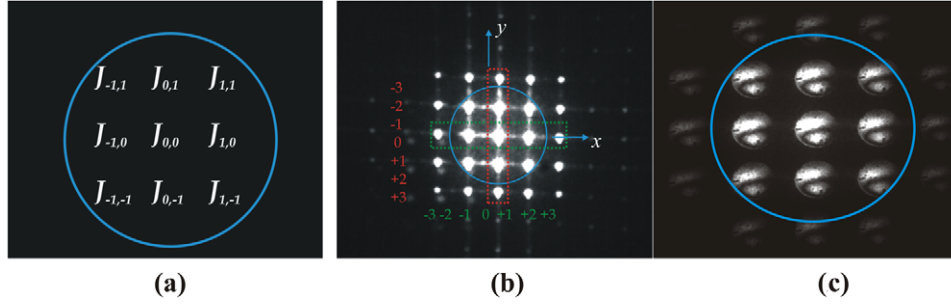 J-1,1 J0,1 J1,1
J-1,0 J0,0 J1,0
J-1,-1 J0,-1 J1,-1
y
x
-3
-2
-1
0
+1
+2
+3
-3 -2 -1 0 +1 +2 +3
(a) (b) (c)